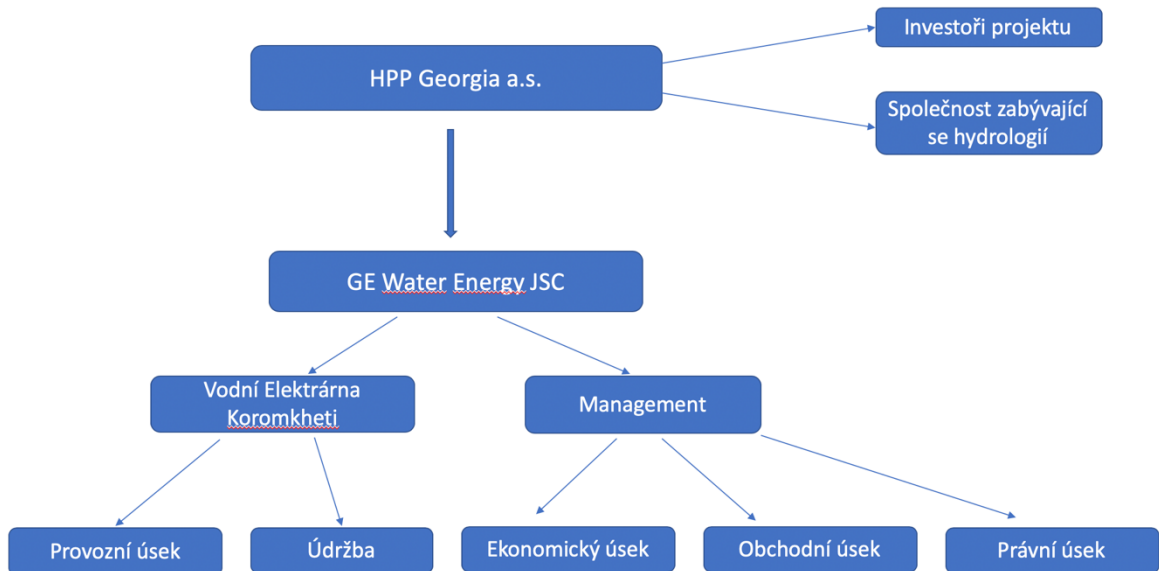 Investoři projektu
HPP Georgia a.s.
Společnost zabývající
se hydrologií
GE Water Energy JSC
Vodní Elektrárna
Koromkheti
Management
Provozní úsek
Údržba
Ekonomický úsek
Obchodní úsek
Právní úsek